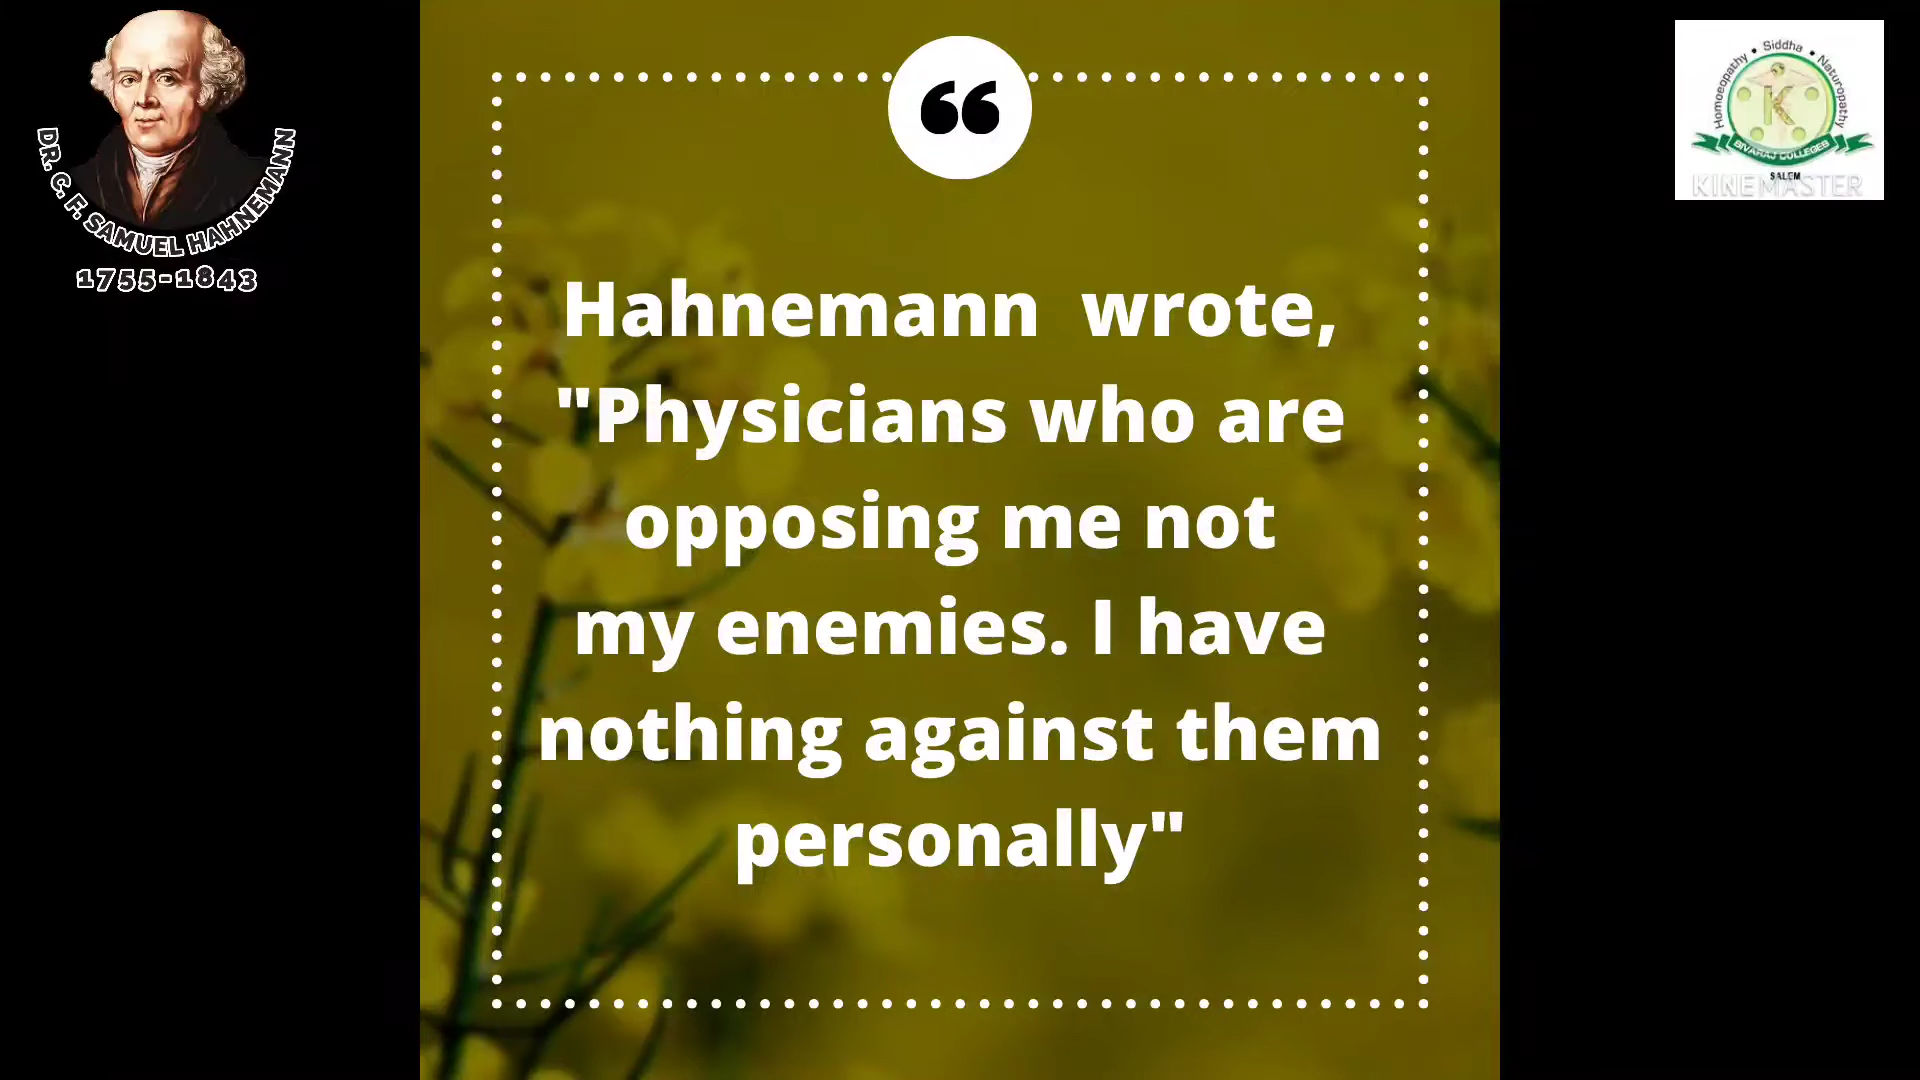 DR. C. F. SAMUEL HAHNEMANN
1755-1843
❝
Hahnemann  wrote,
"Physicians who are
opposing me not
my enemies. I have
nothing against them
personally"
Homoeopathy • Siddha • Naturopathy
K
SIVARAJ COLLEGES
SALEM
KINEMASTER